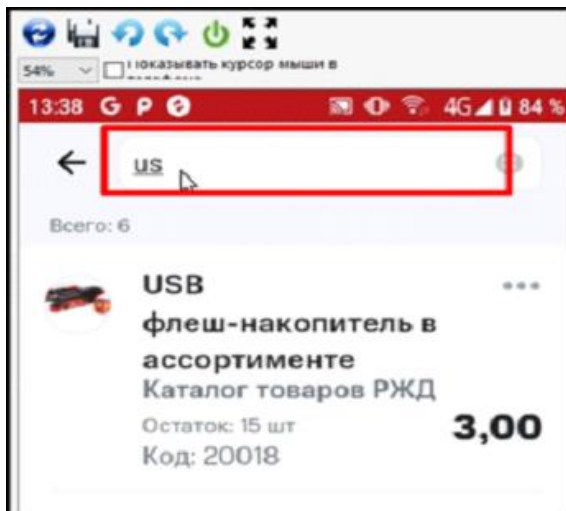 54%
Показывать курсор мыши в
13:38 G P 4G 84 %
us
Всего: 6
USB
флеш-накопитель в
ассортименте
Каталог товаров РЖД
Остаток: 15 шт
3,00
Код: 20018